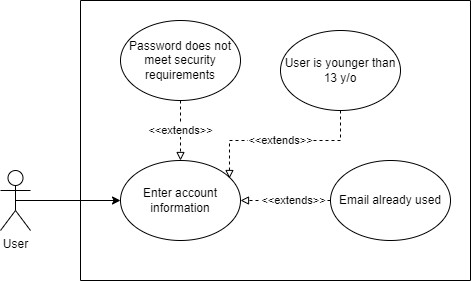 Password does not
meet security
requirements
User is younger than
13 y/o
<<extends>>
<<extends>>
Enter account
information
<<extends>>
Email already used
User